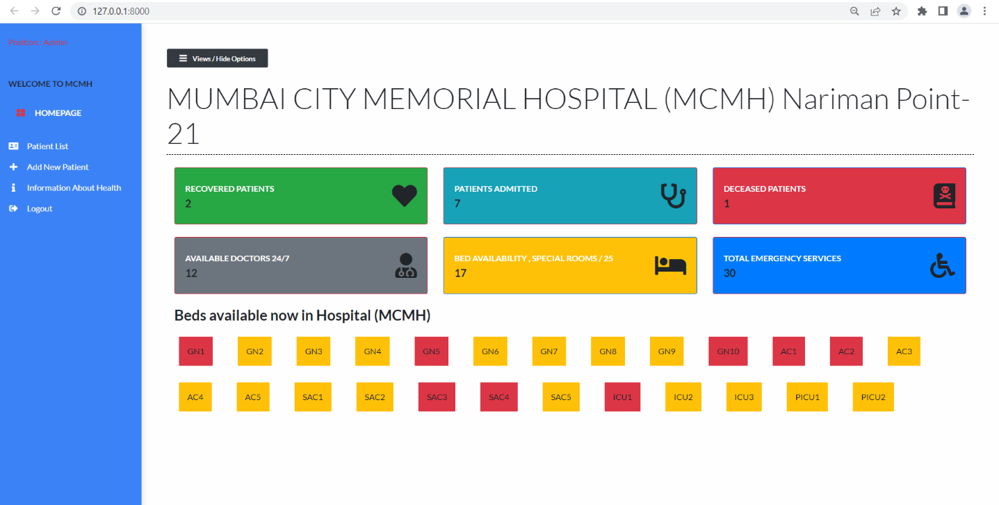 127.0.0.1:8000
Position : Admin
Views / Hide Options
WELCOME TO MCMH
HOMEPAGE
Patient List
Add New Patient
Information About Health
Logout
MUMBAI CITY MEMORIAL HOSPITAL (MCMH) Nariman Point-
21
RECOVERED PATIENTS
2
PATIENTS ADMITTED
7
DECEASED PATIENTS
1
AVAILABLE DOCTORS 24/7
12
BED AVAILABILITY , SPECIAL ROOMS / 25
17
TOTAL EMERGENCY SERVICES
30
Beds available now in Hospital (MCMH)
GN1 GN2 GN3 GN4 GN5 GN6 GN7 GN8 GN9 GN10 AC1 AC2 AC3
AC4 AC5 SAC1 SAC2 SAC3 SAC4 SAC5 ICU1 ICU2 ICU3 PICU1 PICU2